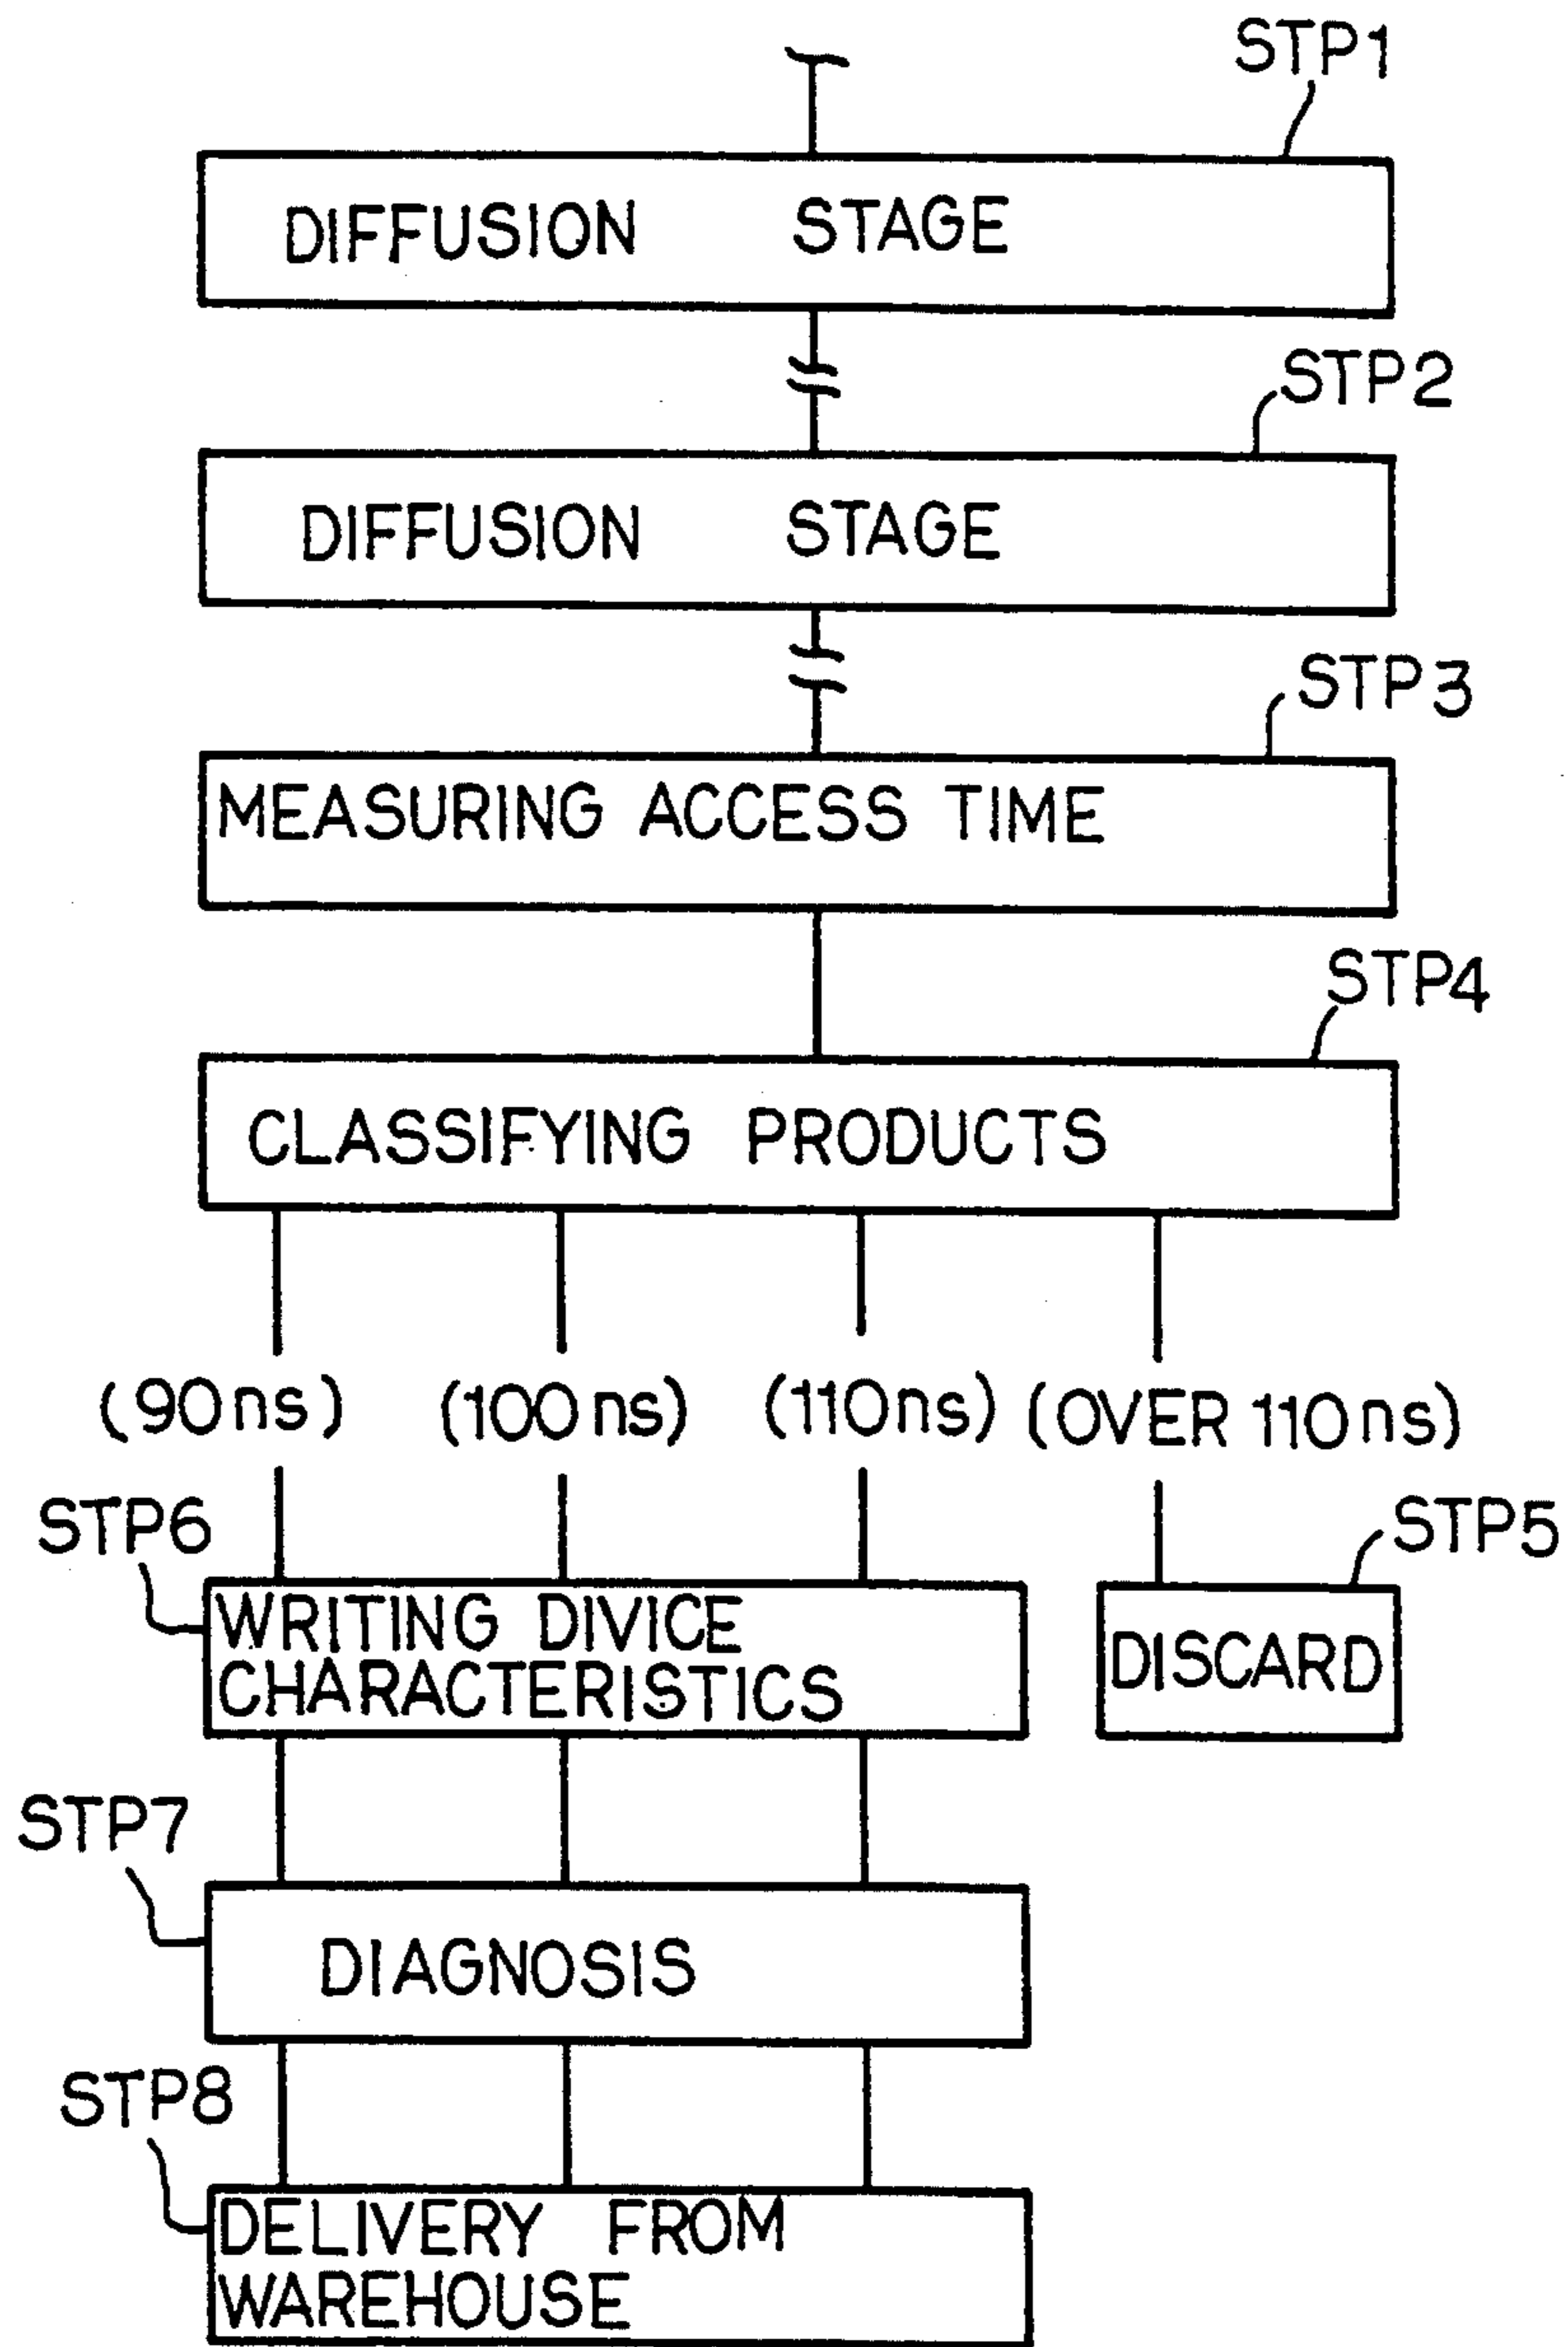 STP1
DIFFUSION STAGE
STP2
DIFFUSION STAGE
STP3
MEASURING ACCESS TIME
STP4
CLASSIFYING PRODUCTS
(90ns) (100ns) (110ns) (OVER 110ns)
STP6
STP5
WRITING DIVICE
CHARACTERISTICS
DISCARD
STP7
DIAGNOSIS
STP8
DELIVERY FROM
WAREHOUSE